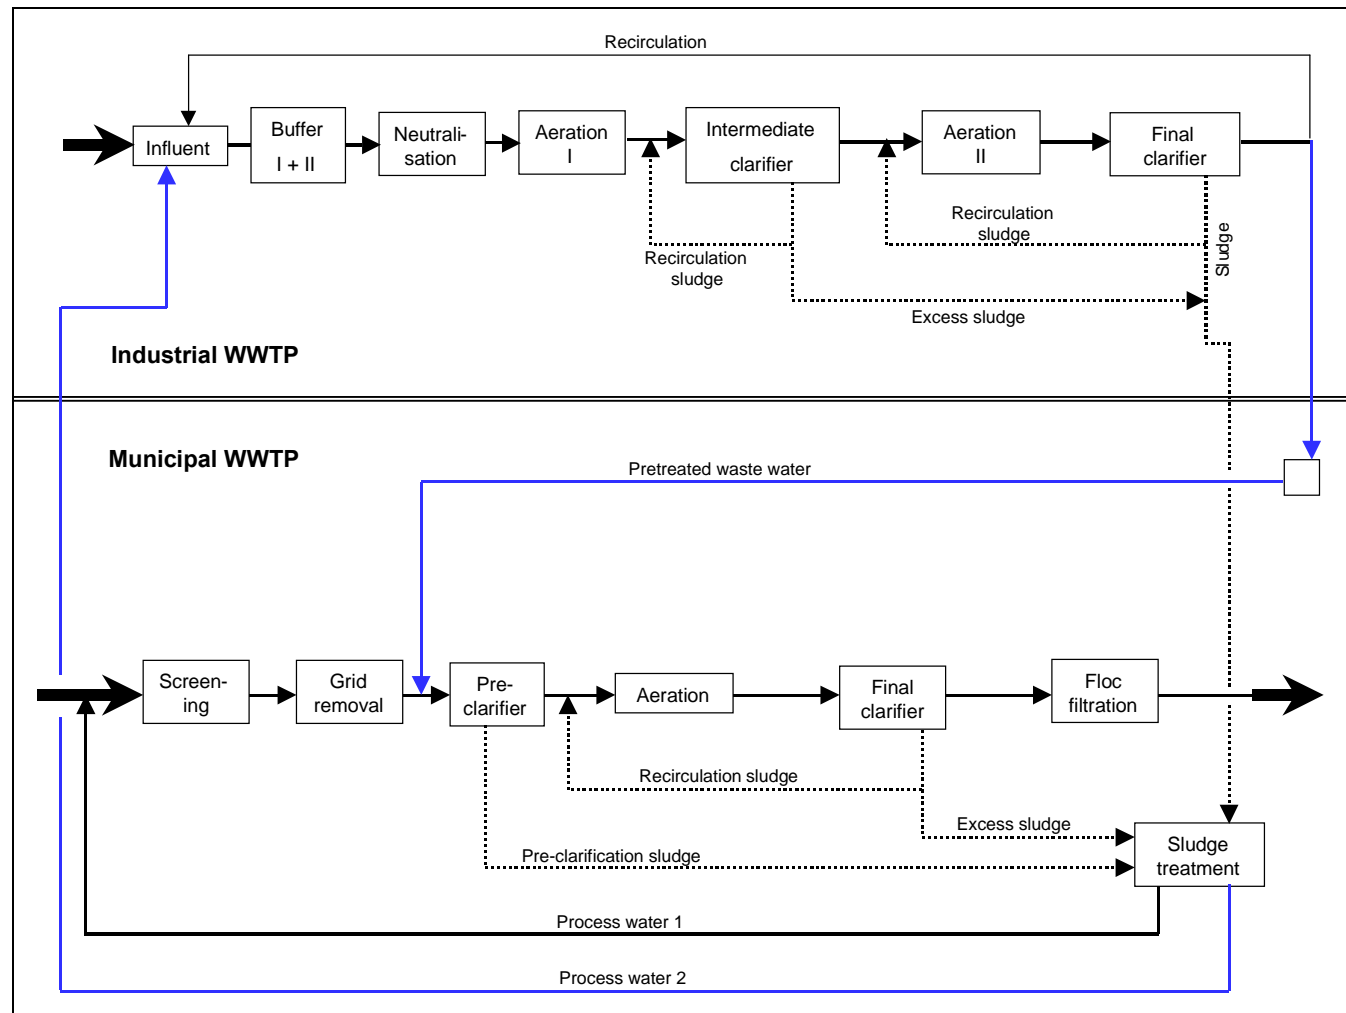 Recirculation
Influent
Buffer
I + II
Neutrali-
sation
Aeration
I
Intermediate
clarifier
Aeration
II
Final
clarifier
Recirculation
sludge
Recirculation
sludge
Sludge
Excess sludge
Industrial WWTP
Municipal WWTP
Pretreated waste water
Screen-
ing
Grid
removal
Pre-
clarifier
Aeration
Final
clarifier
Floc
filtration
Recirculation sludge
Excess sludge
Pre-clarification sludge
Sludge
treatment
Process water 1
Process water 2